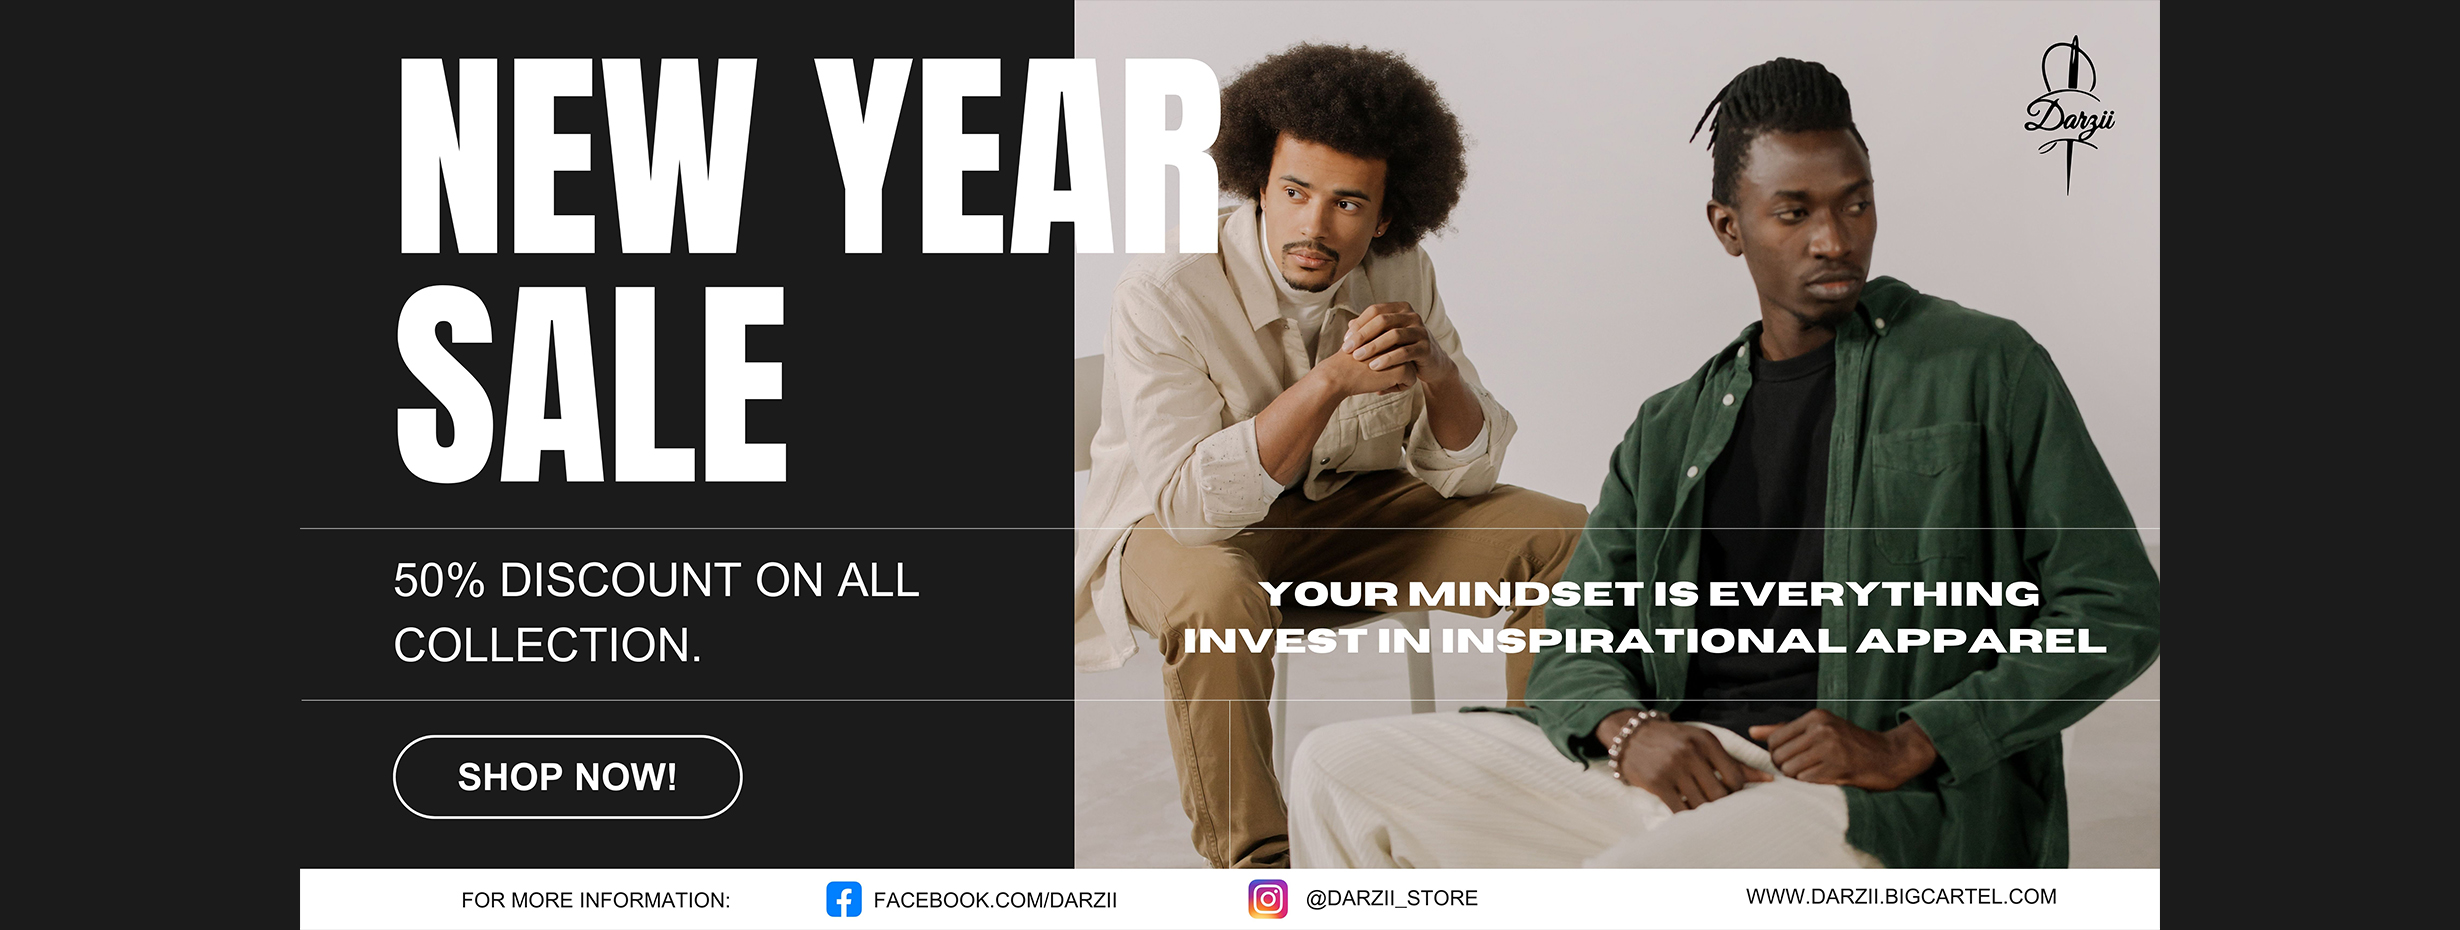 NEW YEAR
SALE
Darzii
50% DISCOUNT ON ALL
COLLECTION.
YOUR MINDSET IS EVERYTHING
INVEST IN INSPIRATIONAL APPAREL
SHOP NOW!
FOR MORE INFORMATION:
FACEBOOK.COM/DARZII
@DARZII_STORE
WWW.DARZII.BIGCARTEL.COM